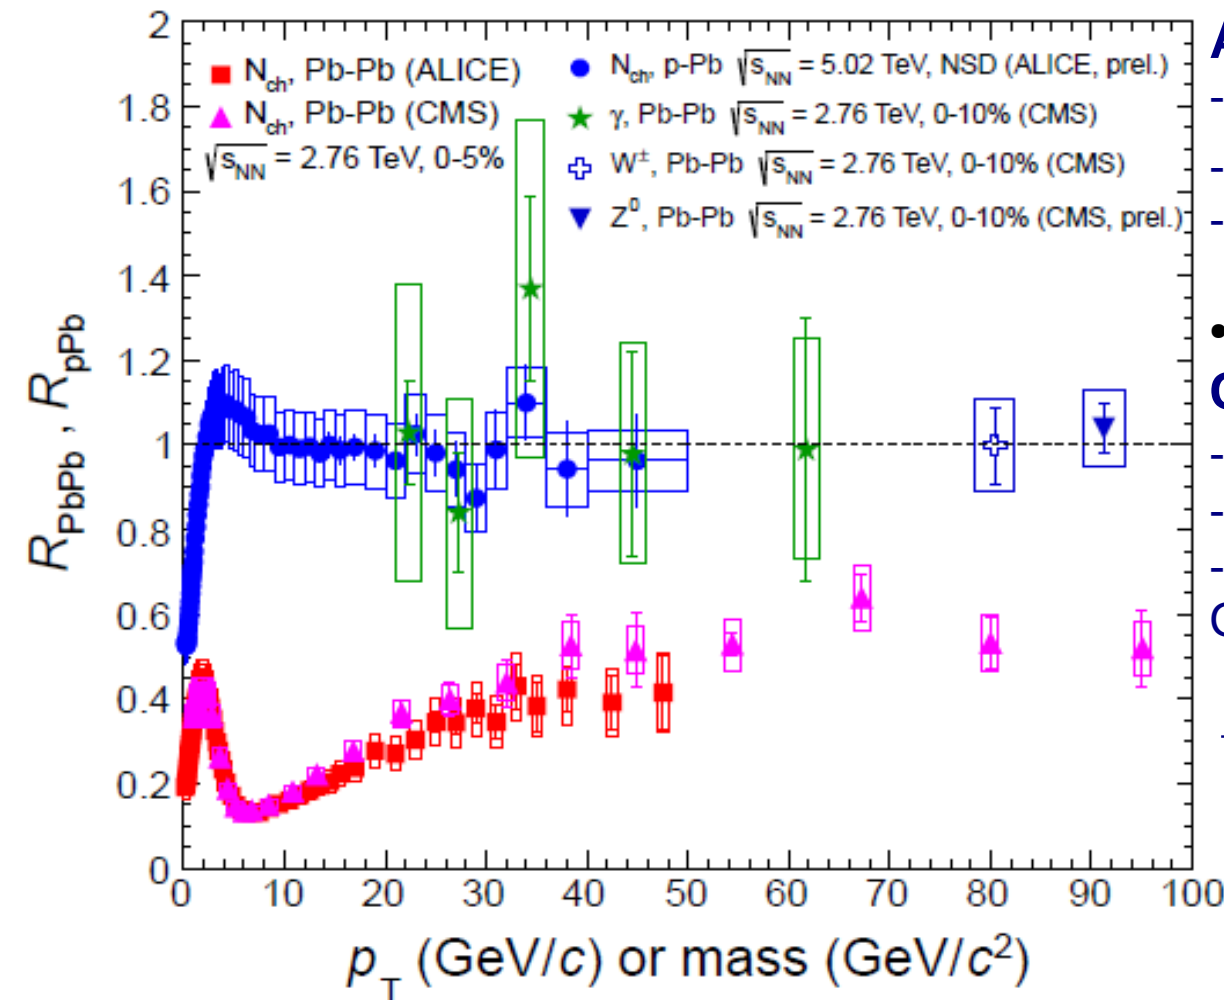 2
1.8
1.6
1.4
1.2
1
0.8
0.6
0.4
0.2
0
R_PbPb , R_pPb
N_ch, Pb-Pb (ALICE)
N_ch, Pb-Pb (CMS)
√s_NN = 2.76 TeV, 0-5%
N_ch, p-Pb √s_NN = 5.02 TeV, NSD (ALICE, prel.)
γ, Pb-Pb √s_NN = 2.76 TeV, 0-10% (CMS)
W±, Pb-Pb √s_NN = 2.76 TeV, 0-10% (CMS)
Z⁰, Pb-Pb √s_NN = 2.76 TeV, 0-10% (CMS, prel.)
0 10 20 30 40 50 60 70 80 90 100
p_T (GeV/c) or mass (GeV/c²)